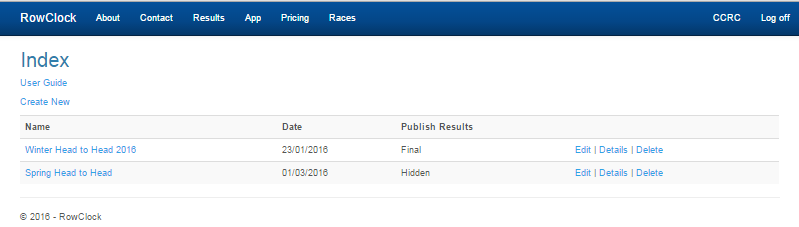 RowClock About Contact Results App Pricing Races CCRC Log off
Index
User Guide
Create New
Name Date Publish Results
Winter Head to Head 2016 23/01/2016 Final Edit | Details | Delete
Spring Head to Head 01/03/2016 Hidden Edit | Details | Delete
© 2016 - RowClock